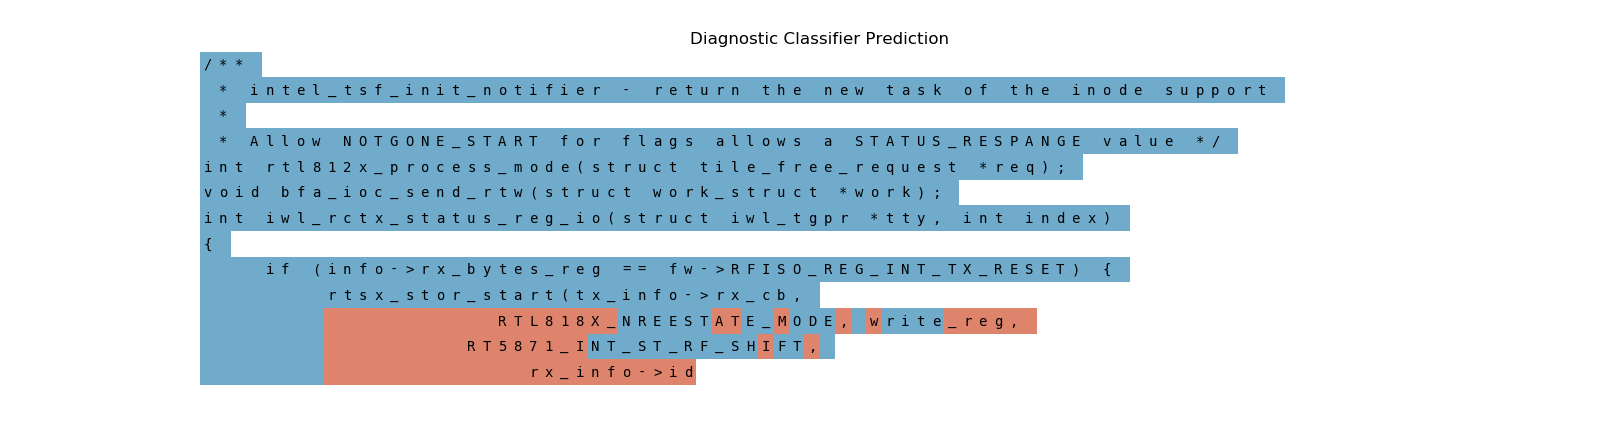 Diagnostic Classifier Prediction
/**
 * intel_tsf_init_notifier - return the new task of the inode support
 *
 * Allow NOTGONE_START for flags allows a STATUS_RESPANGE value */
int rtl812x_process_mode(struct tile_free_request *req);
void bfa_ioc_send_rtw(struct work_struct *work);
int iwl_rctx_status_reg_io(struct iwl_tgpr *tty, int index)
{
    if (info->rx_bytes_reg == fw->RFISO_REG_INT_TX_RESET) {
        rtsx_stor_start(tx_info->rx_cb,
                   RTL818X_NREESTATE_MODE, write_reg,
                 RT5871_INT_ST_RF_SHIFT,
                     rx_info->id